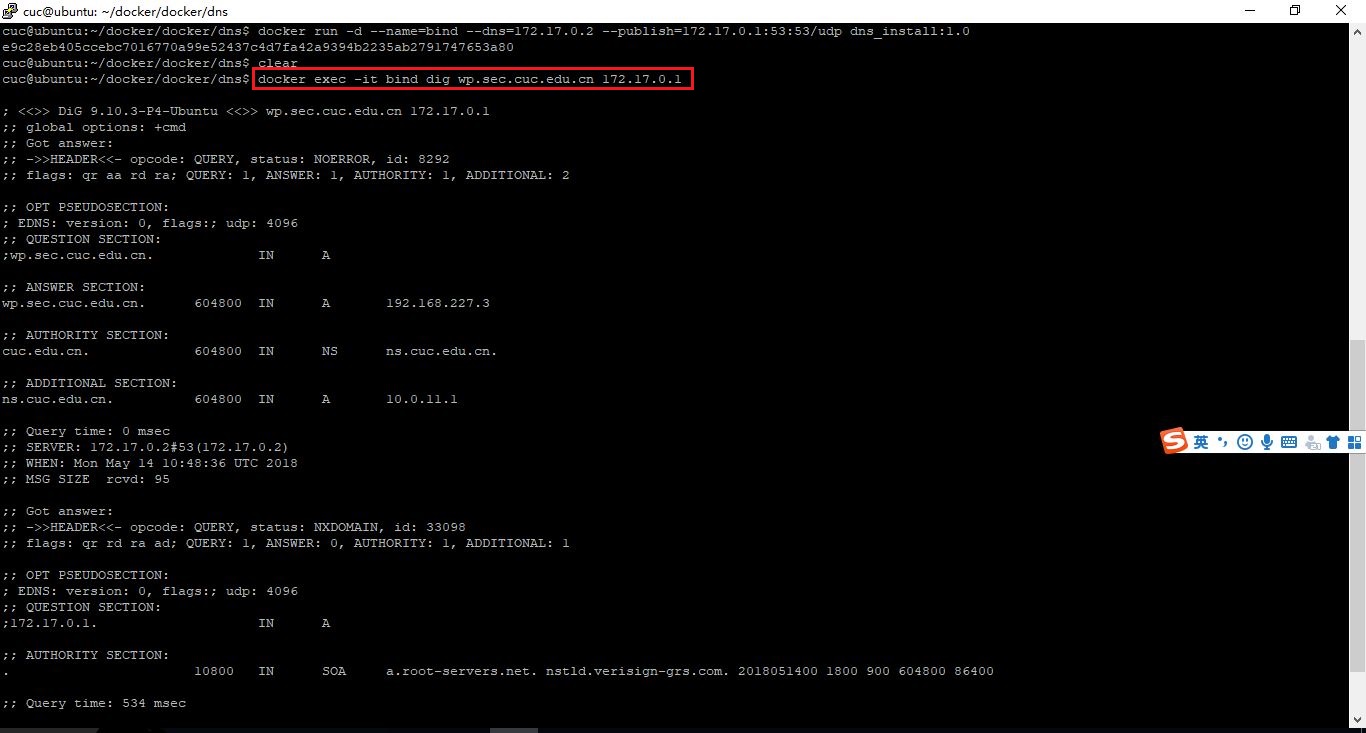 cuc@ubuntu: ~/docker/docker/dns
cuc@ubuntu:~/docker/docker/dns$ docker run -d --name=bind --dns=172.17.0.2 --publish=172.17.0.1:53:53/udp dns_install:1.0
e9c28eb405ccebc7016770a99e52437c4d7fa42a9394b2235ab2791747653a80
cuc@ubuntu:~/docker/docker/dns$ clear
cuc@ubuntu:~/docker/docker/dns$ docker exec -it bind dig wp.sec.cuc.edu.cn 172.17.0.1
; <<>> DiG 9.10.3-P4-Ubuntu <<>> wp.sec.cuc.edu.cn 172.17.0.1
;; global options: +cmd
;; Got answer:
;; ->>HEADER<<- opcode: QUERY, status: NOERROR, id: 8292
;; flags: qr aa rd ra; QUERY: 1, ANSWER: 1, AUTHORITY: 1, ADDITIONAL: 2
;; OPT PSEUDOSECTION:
; EDNS: version: 0, flags:; udp: 4096
;; QUESTION SECTION:
;wp.sec.cuc.edu.cn. IN A
;; ANSWER SECTION:
wp.sec.cuc.edu.cn. 604800 IN A 192.168.227.3
;; AUTHORITY SECTION:
cuc.edu.cn. 604800 IN NS ns.cuc.edu.cn.
;; ADDITIONAL SECTION:
ns.cuc.edu.cn. 604800 IN A 10.0.11.1
;; Query time: 0 msec
;; SERVER: 172.17.0.2#53(172.17.0.2)
;; WHEN: Mon May 14 10:48:36 UTC 2018
;; MSG SIZE rcvd: 95
;; Got answer:
;; ->>HEADER<<- opcode: QUERY, status: NXDOMAIN, id: 33098
;; flags: qr rd ra ad; QUERY: 1, ANSWER: 0, AUTHORITY: 1, ADDITIONAL: 1
;; OPT PSEUDOSECTION:
; EDNS: version: 0, flags:; udp: 4096
;; QUESTION SECTION:
;172.17.0.1. IN A
;; AUTHORITY SECTION:
. 10800 IN SOA a.root-servers.net. nstld.verisign-grs.com. 2018051400 1800 900 604800 86400
;; Query time: 534 msec
S 英